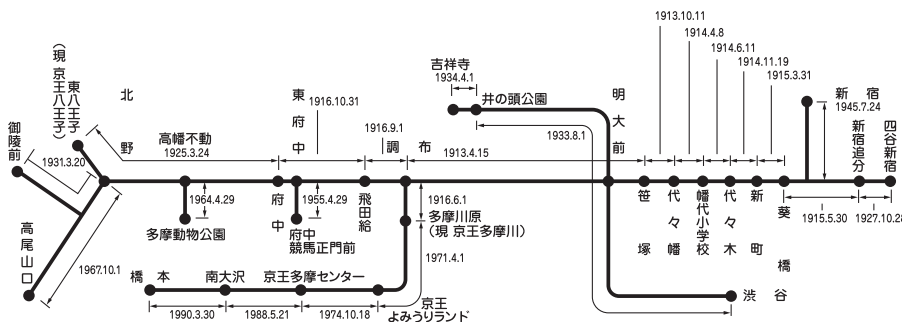 1913.10.11
1914.4.8
1914.6.11
1914.11.19
1915.3.31
吉祥寺
1934.4.1
井の頭公園
明大前
新宿
1945.7.24
新宿追分
四谷新宿
東八王子
(現 京王八王子)
北野
東府中
1916.10.31
1916.9.1
調布
1933.8.1
御陵前
1931.3.20
高幡不動
1925.3.24
1913.4.15
1964.4.29
府中
1955.4.29
飛田給
1916.6.1
笹塚
代々幡
幡代小学校
代々木
新町
葵橋
1915.5.30
1927.10.28
多摩動物公園
府中
競馬正門前
多摩川原
(現 京王多摩川)
高尾山口
1967.10.1
1971.4.1
橋本
南大沢
京王多摩センター
京王
よみうりランド
渋谷
1990.3.30
1988.5.21
1974.10.18